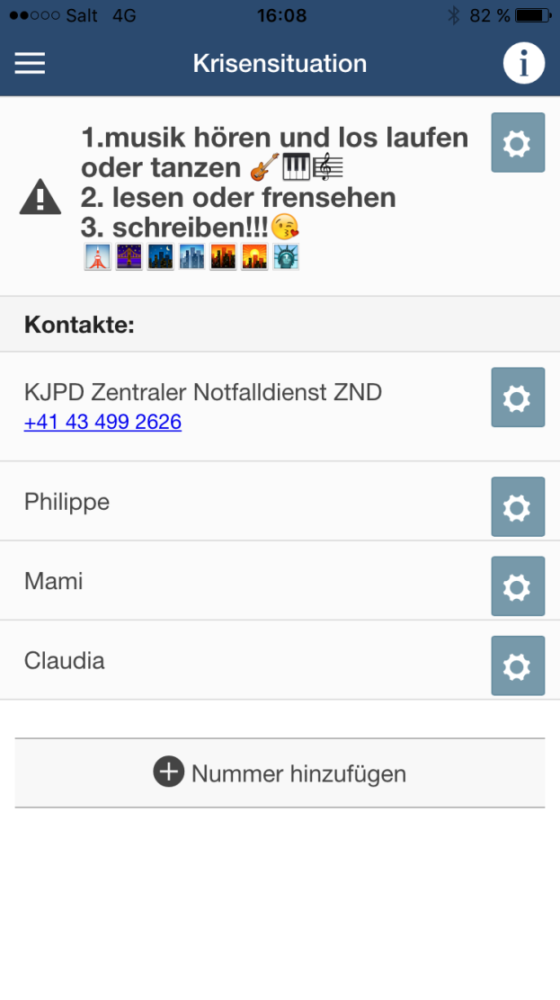 Salt 4G 16:08 82 %
Krisensituation
1.musik hören und los laufen
oder tanzen 🎸🎹🎼
2. lesen oder frensehen
3. schreiben!!!😘
🗼🌉🌃🏙🌆🌇🗽
Kontakte:
KJPD Zentraler Notfalldienst ZND
+41 43 499 2626
Philippe
Mami
Claudia
Nummer hinzufügen